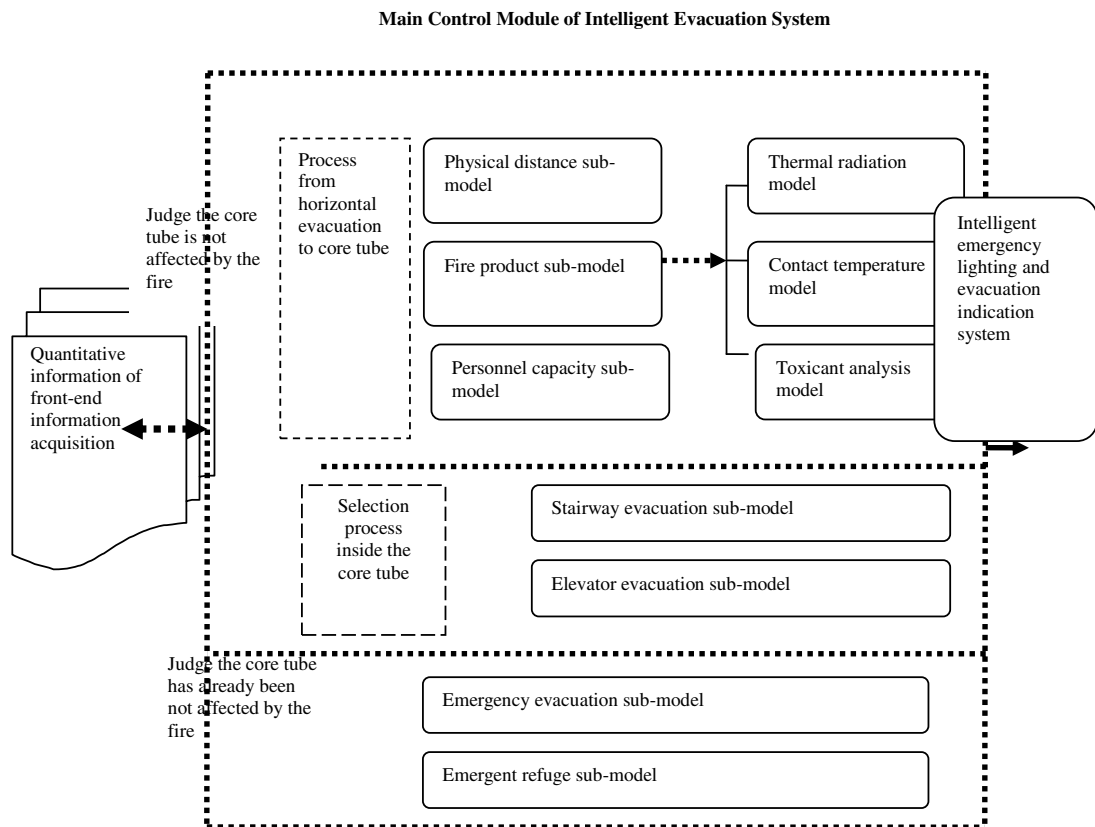 Main Control Module of Intelligent Evacuation System
Judge the core
tube is not
affected by the
fire
Quantitative
information of
front-end
information
acquisition
Process
from
horizontal
evacuation
to core tube
Physical distance sub-
model
Fire product sub-model
Personnel capacity sub-
model
Thermal radiation
model
Contact temperature
model
Toxicant analysis
model
Intelligent
emergency
lighting and
evacuation
indication
system
Selection
process
inside the
core tube
Stairway evacuation sub-model
Elevator evacuation sub-model
Judge the core tube
has already been
not affected by the
fire
Emergency evacuation sub-model
Emergent refuge sub-model